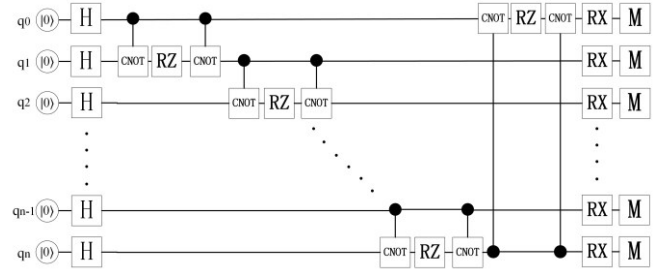 q0 |0⟩ H CNOT RZ CNOT RX M
q1 |0⟩ H CNOT RZ CNOT RX M
q2 |0⟩ H CNOT RZ CNOT RX M
qn-1 |0⟩ H RX M
qn |0⟩ H CNOT RZ CNOT RX M